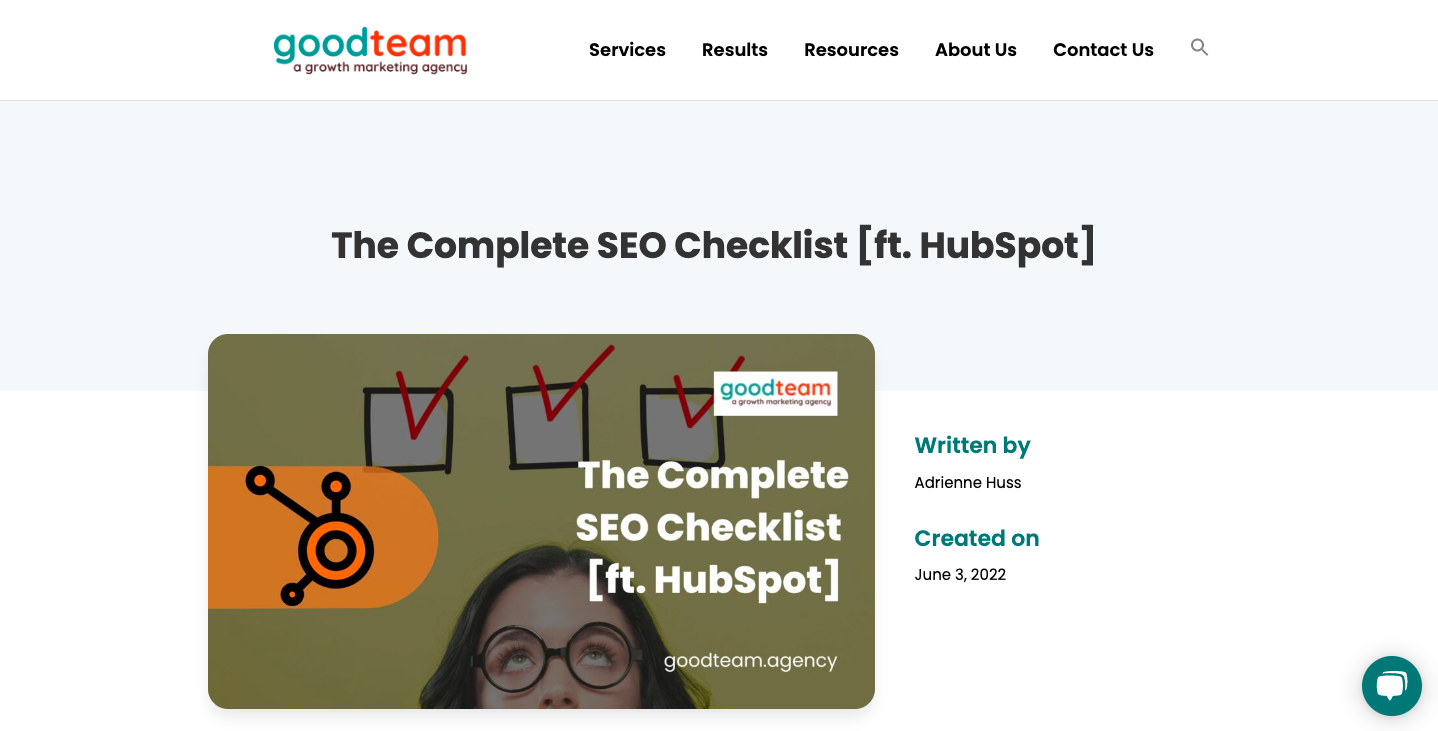 goodteam
a growth marketing agency
Services
Results
Resources
About Us
Contact Us
The Complete SEO Checklist [ft. HubSpot]
goodteam
a growth marketing agency
The Complete
SEO Checklist
[ft. HubSpot]
goodteam.agency
Written by
Adrienne Huss
Created on
June 3, 2022